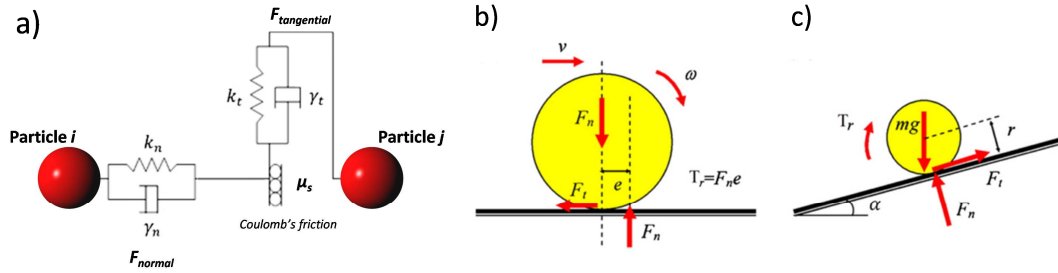 a)
F_tangential
k_t
γ_t
Particle i
Particle j
k_n
γ_n
μ_s
Coulomb's friction
F_normal
b)
v
ω
F_n
e
T_r=F_n e
F_t
F_n
c)
T_r
mg
r
F_t
α
F_n